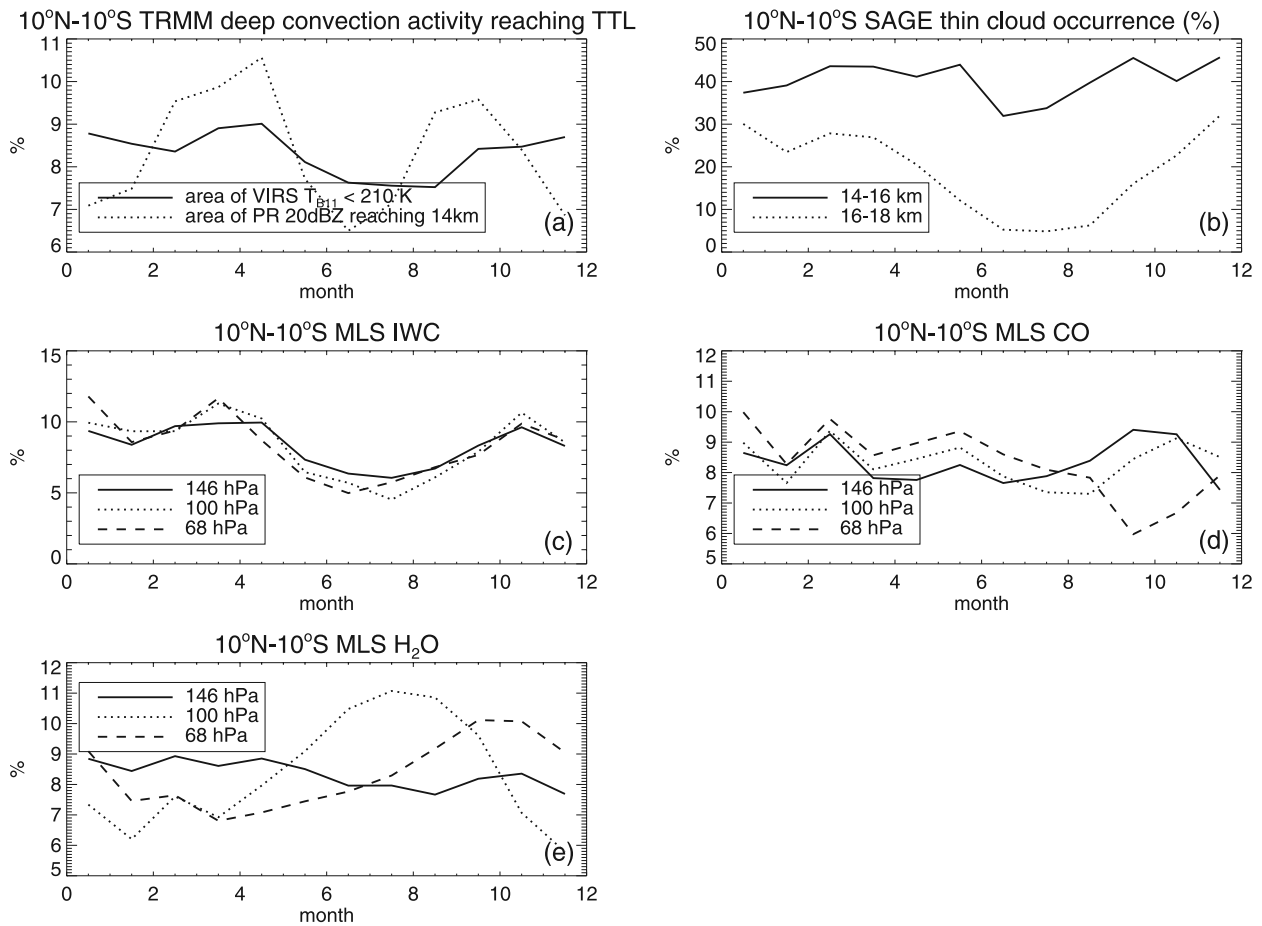 10°N-10°S TRMM deep convection activity reaching TTL
11
10
9
8
7
6
%
area of VIRS T_B11 < 210 K
area of PR 20dBZ reaching 14km
(a)
0 2 4 6 8 10 12
month
10°N-10°S SAGE thin cloud occurrence (%)
50
40
30
20
10
0
%
14-16 km
16-18 km
(b)
0 2 4 6 8 10 12
month
10°N-10°S MLS IWC
15
10
5
0
%
146 hPa
100 hPa
68 hPa
(c)
0 2 4 6 8 10 12
month
10°N-10°S MLS CO
12
11
10
9
8
7
6
5
%
146 hPa
100 hPa
68 hPa
(d)
0 2 4 6 8 10 12
month
10°N-10°S MLS H₂O
12
11
10
9
8
7
6
5
%
146 hPa
100 hPa
68 hPa
(e)
0 2 4 6 8 10 12
month